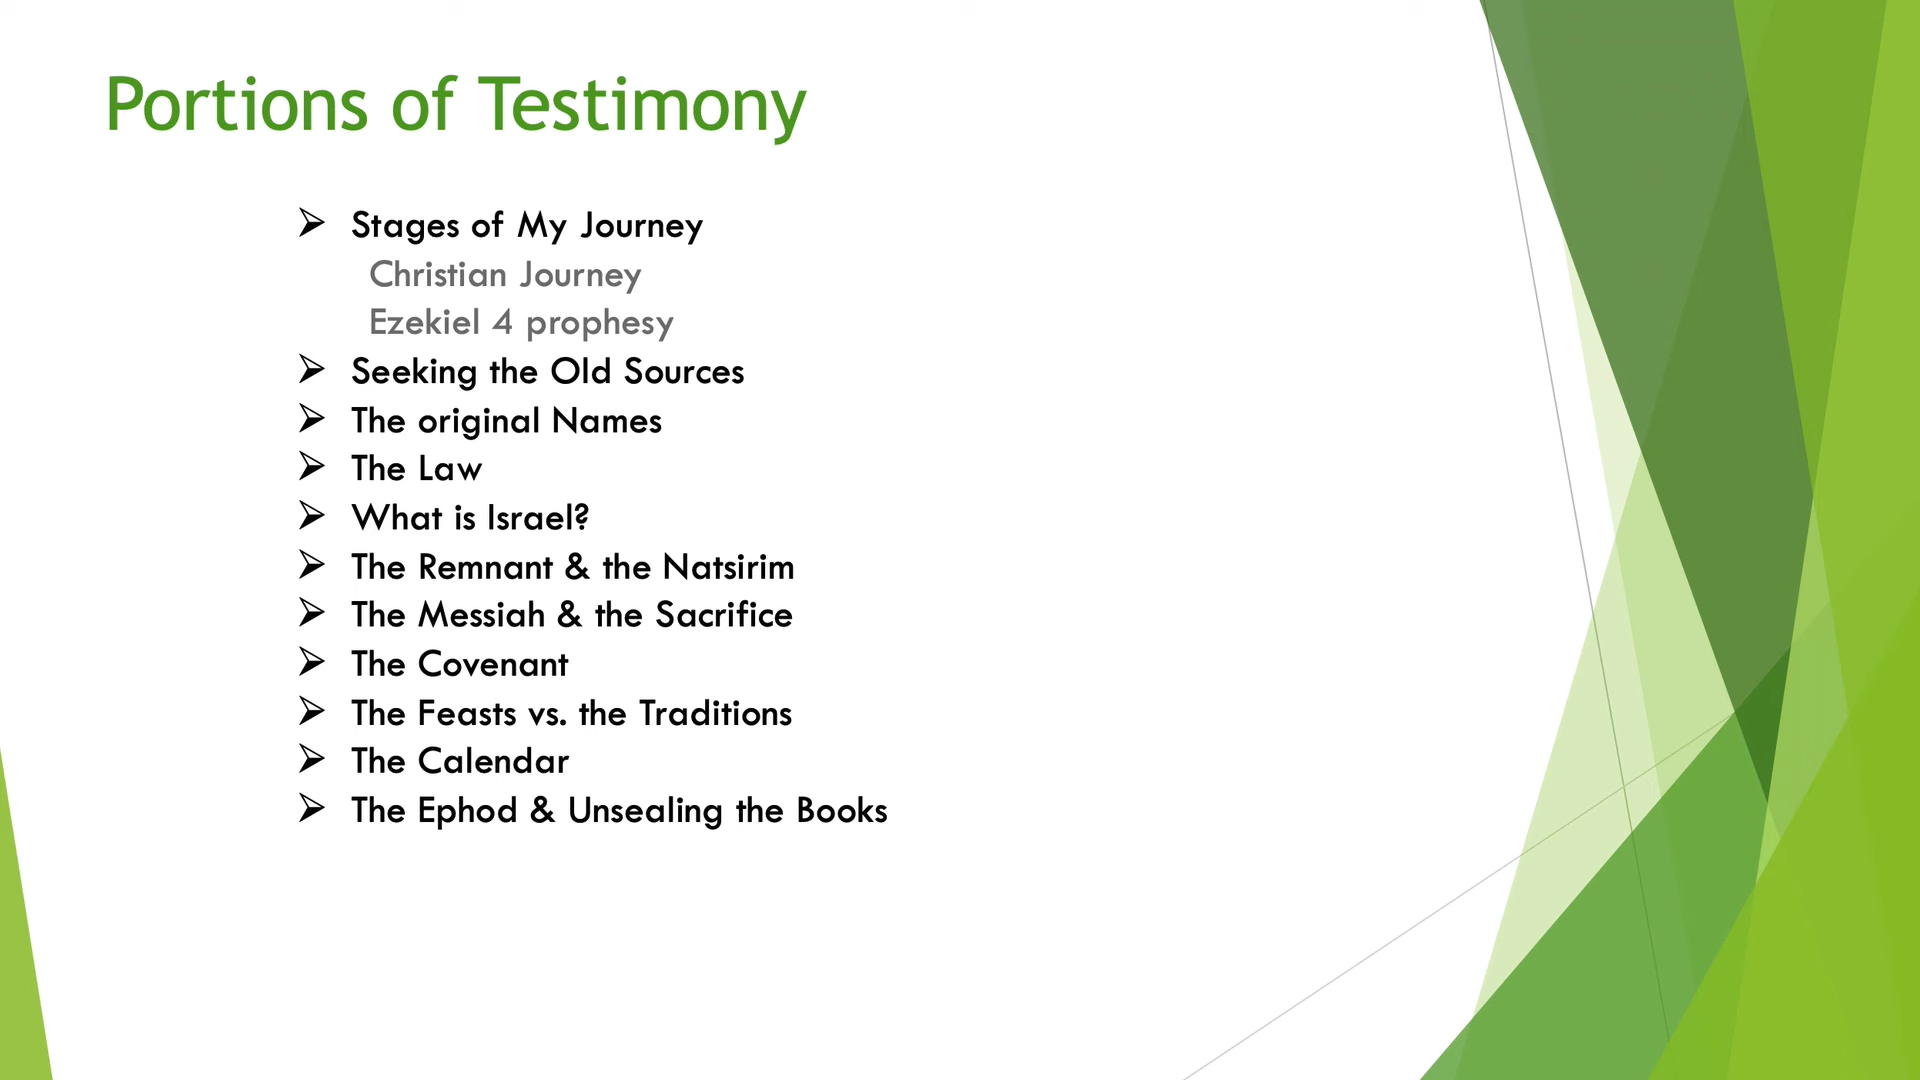 Portions of Testimony
Stages of My Journey
Christian Journey
Ezekiel 4 prophesy
Seeking the Old Sources
The original Names
The Law
What is Israel?
The Remnant & the Natsirim
The Messiah & the Sacrifice
The Covenant
The Feasts vs. the Traditions
The Calendar
The Ephod & Unsealing the Books